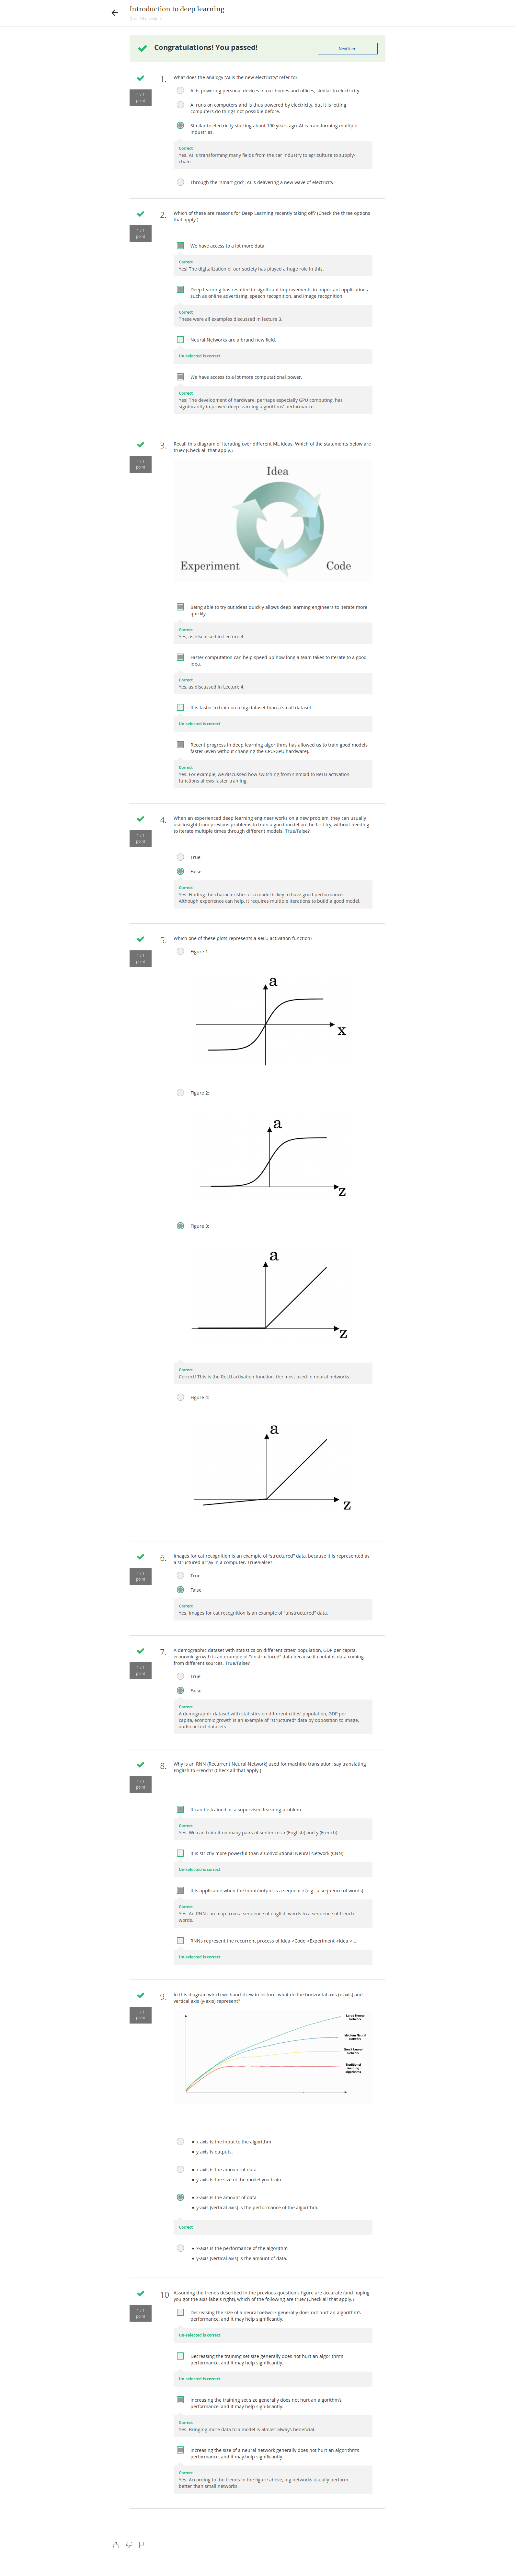 Introduction to deep learning
Quiz, 10 questions
Congratulations! You passed!
Next Item
1 / 1
point
1.
What does the analogy “AI is the new electricity” refer to?
AI is powering personal devices in our homes and offices, similar to electricity.
AI runs on computers and is thus powered by electricity, but it is letting
computers do things not possible before.
Similar to electricity starting about 100 years ago, AI is transforming multiple
industries.
Correct
Yes. AI is transforming many fields from the car industry to agriculture to supply-
chain...
Through the “smart grid”, AI is delivering a new wave of electricity.
1 / 1
point
2.
Which of these are reasons for Deep Learning recently taking off? (Check the three options
that apply.)
We have access to a lot more data.
Correct
Yes! The digitalization of our society has played a huge role in this.
Deep learning has resulted in significant improvements in important applications
such as online advertising, speech recognition, and image recognition.
Correct
These were all examples discussed in lecture 3.
Neural Networks are a brand new field.
Un-selected is correct
We have access to a lot more computational power.
Correct
Yes! The development of hardware, perhaps especially GPU computing, has
significantly improved deep learning algorithms' performance.
1 / 1
point
3.
Recall this diagram of iterating over different ML ideas. Which of the statements below are
true? (Check all that apply.)
Idea
Experiment
Code
Being able to try out ideas quickly allows deep learning engineers to iterate more
quickly.
Correct
Yes, as discussed in Lecture 4.
Faster computation can help speed up how long a team takes to iterate to a good
idea.
Correct
Yes, as discussed in Lecture 4.
It is faster to train on a big dataset than a small dataset.
Un-selected is correct
Recent progress in deep learning algorithms has allowed us to train good models
faster (even without changing the CPU/GPU hardware).
Correct
Yes. For example, we discussed how switching from sigmoid to ReLU activation
functions allows faster training.
1 / 1
point
4.
When an experienced deep learning engineer works on a new problem, they can usually
use insight from previous problems to train a good model on the first try, without needing
to iterate multiple times through different models. True/False?
True
False
Correct
Yes. Finding the characteristics of a model is key to have good performance.
Although experience can help, it requires multiple iterations to build a good model.
1 / 1
point
5.
Which one of these plots represents a ReLU activation function?
Figure 1:
a
x
Figure 2:
a
z
Figure 3:
a
z
Correct
Correct! This is the ReLU activation function, the most used in neural networks.
Figure 4:
a
z
1 / 1
point
6.
Images for cat recognition is an example of “structured” data, because it is represented as
a structured array in a computer. True/False?
True
False
Correct
Yes. Images for cat recognition is an example of “unstructured” data.
1 / 1
point
7.
A demographic dataset with statistics on different cities' population, GDP per capita,
economic growth is an example of “unstructured” data because it contains data coming
from different sources. True/False?
True
False
Correct
A demographic dataset with statistics on different cities' population, GDP per
capita, economic growth is an example of “structured” data by opposition to image,
audio or text datasets.
1 / 1
point
8.
Why is an RNN (Recurrent Neural Network) used for machine translation, say translating
English to French? (Check all that apply.)
It can be trained as a supervised learning problem.
Correct
Yes. We can train it on many pairs of sentences x (English) and y (French).
It is strictly more powerful than a Convolutional Neural Network (CNN).
Un-selected is correct
It is applicable when the input/output is a sequence (e.g., a sequence of words).
Correct
Yes. An RNN can map from a sequence of english words to a sequence of french
words.
RNNs represent the recurrent process of Idea->Code->Experiment->Idea->....
Un-selected is correct
1 / 1
point
9.
In this diagram which we hand-drew in lecture, what do the horizontal axis (x-axis) and
vertical axis (y-axis) represent?
Large Neural
Network
Medium Neural
Network
Small Neural
Network
Traditional
learning
algorithms
• x-axis is the input to the algorithm
• y-axis is outputs.
• x-axis is the amount of data
• y-axis is the size of the model you train.
• x-axis is the amount of data
• y-axis (vertical axis) is the performance of the algorithm.
Correct
• x-axis is the performance of the algorithm
• y-axis (vertical axis) is the amount of data.
1 / 1
point
10.
Assuming the trends described in the previous question's figure are accurate (and hoping
you got the axis labels right), which of the following are true? (Check all that apply.)
Decreasing the size of a neural network generally does not hurt an algorithm's
performance, and it may help significantly.
Un-selected is correct
Decreasing the training set size generally does not hurt an algorithm's
performance, and it may help significantly.
Un-selected is correct
Increasing the training set size generally does not hurt an algorithm's
performance, and it may help significantly.
Correct
Yes. Bringing more data to a model is almost always beneficial.
Increasing the size of a neural network generally does not hurt an algorithm's
performance, and it may help significantly.
Correct
Yes. According to the trends in the figure above, big networks usually perform
better than small networks.